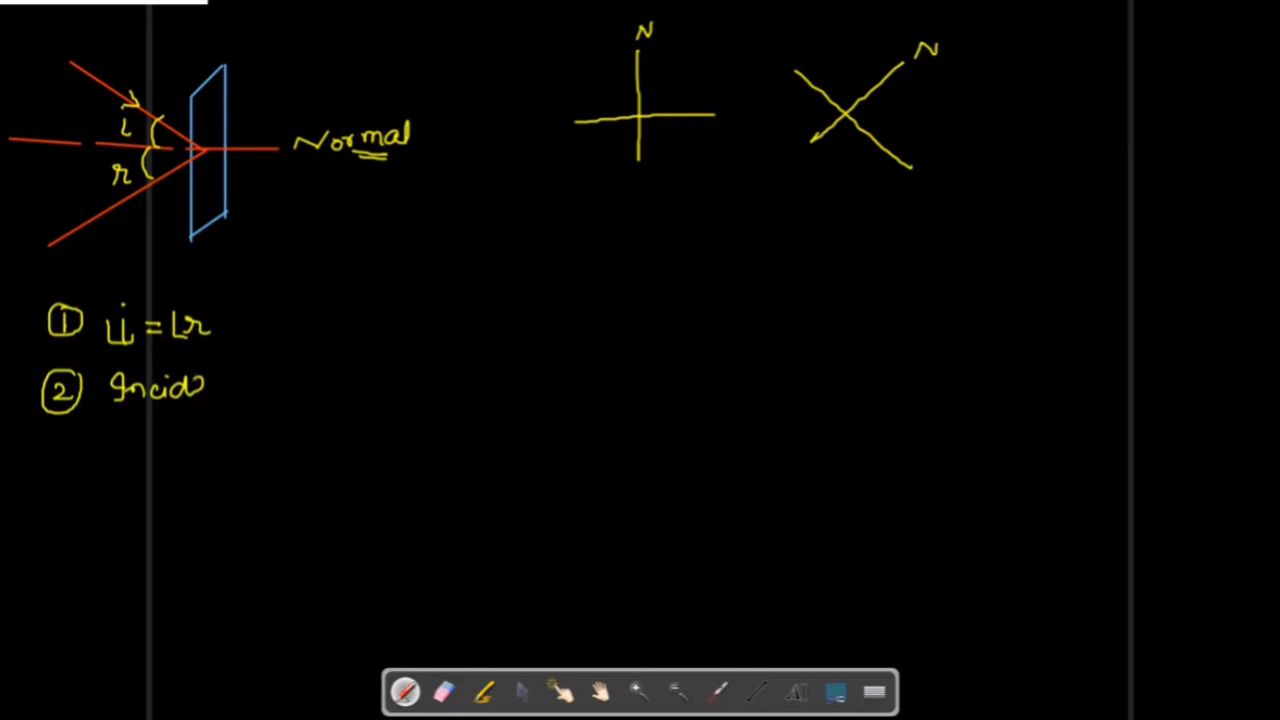 N
N
i
Normal
r
① ∠i = ∠r
② Incid